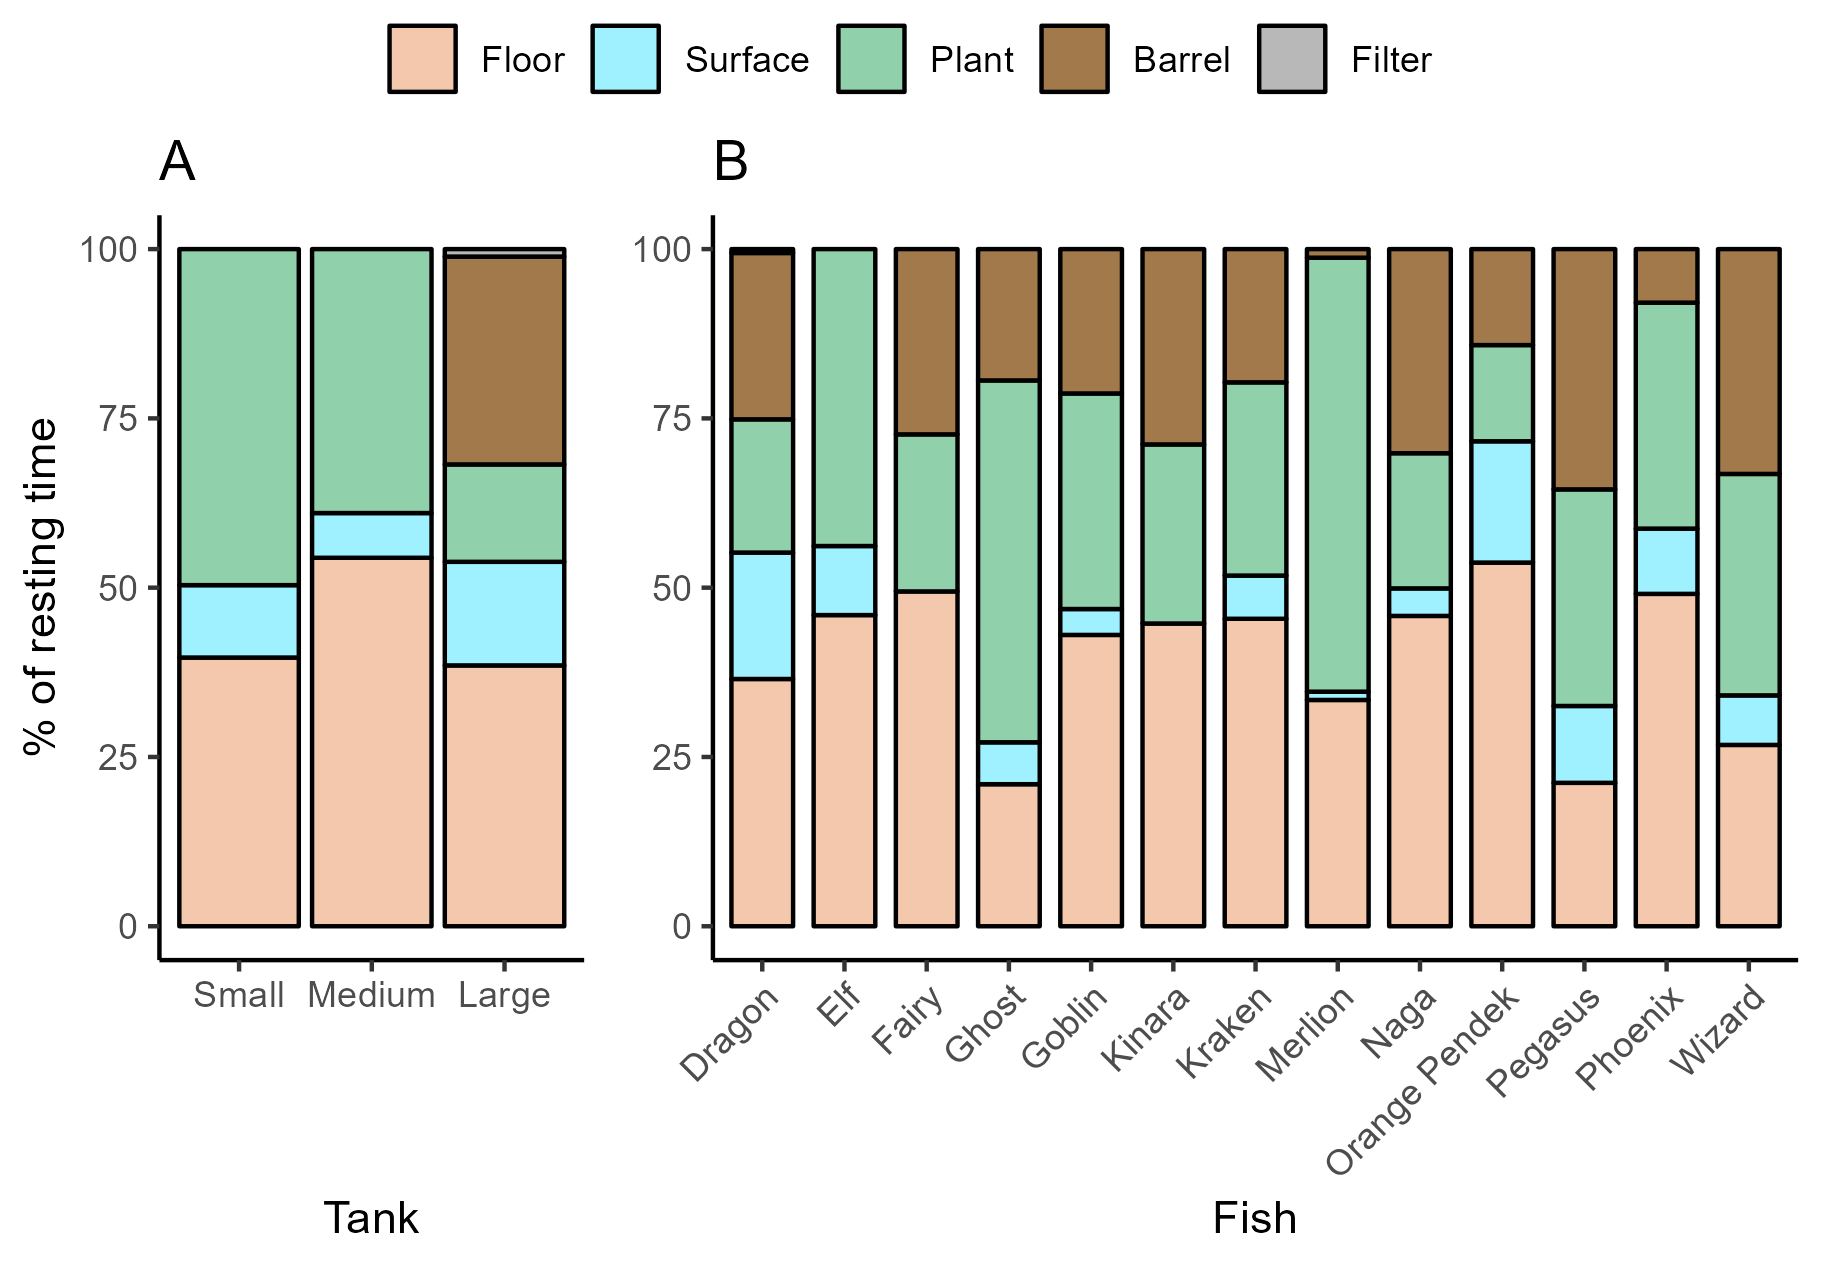 Floor Surface Plant Barrel Filter
A B
% of resting time
100
75
50
25
0
Small Medium Large
Tank
100
75
50
25
0
Dragon
Elf
Fairy
Ghost
Goblin
Kinara
Kraken
Merlion
Naga
Orange Pendek
Pegasus
Phoenix
Wizard
Fish